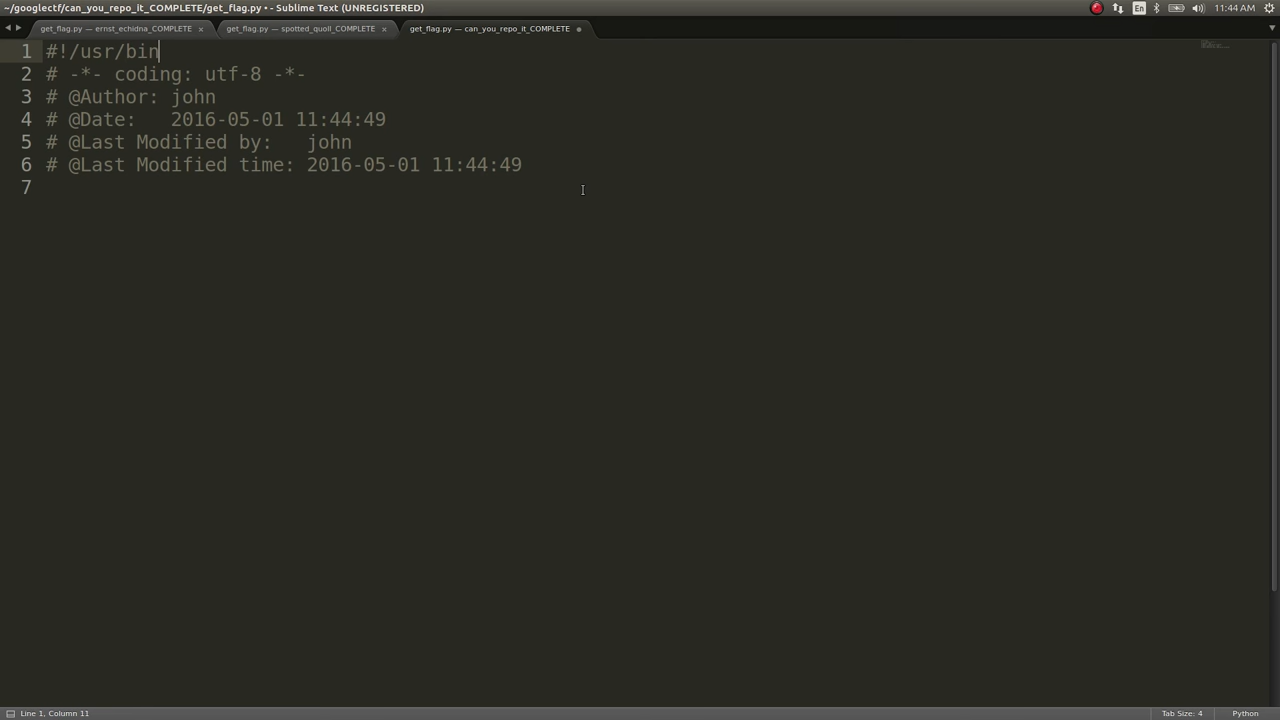 ~/googlectf/can_you_repo_it_COMPLETE/get_flag.py • - Sublime Text (UNREGISTERED)
En
11:44 AM
get_flag.py — ernst_echidna_COMPLETE ×
get_flag.py — spotted_quoll_COMPLETE ×
get_flag.py — can_you_repo_it_COMPLETE
1 #!/usr/bin
2 # -*- coding: utf-8 -*-
3 # @Author: john
4 # @Date:   2016-05-01 11:44:49
5 # @Last Modified by:   john
6 # @Last Modified time: 2016-05-01 11:44:49
7
Line 1, Column 11
Tab Size: 4
Python